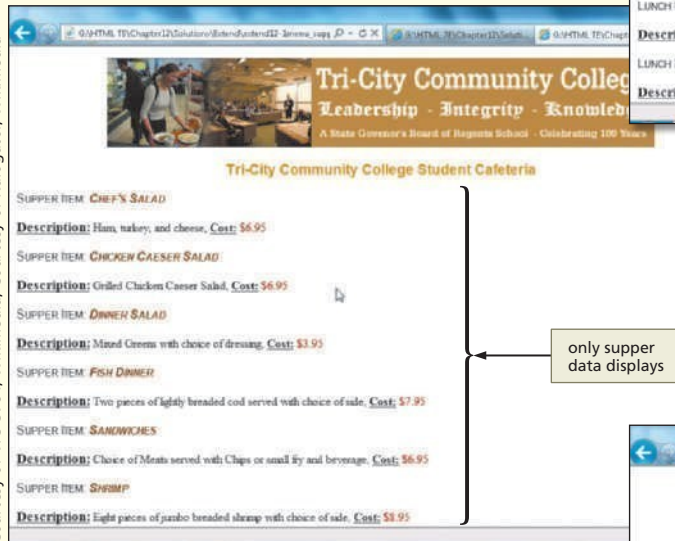 Tri-City Community Colleg
Leadership - Integrity - Knowled
A State Governor's Board of Regents School - Celebrating 100 Years
Tri-City Community College Student Cafeteria
SUPPER ITEM: CHEF'S SALAD
Description: Ham, turkey, and cheese, Cost: $6.95
SUPPER ITEM: CHICKEN CAESER SALAD
Description: Grilled Chicken Caeser Salad, Cost: $6.95
SUPPER ITEM: DINNER SALAD
Description: Mixed Greens with choice of dressing, Cost: $3.95
SUPPER ITEM: FISH DINNER
Description: Two pieces of lightly breaded cod served with choice of side, Cost: $7.95
SUPPER ITEM: SANDWICHES
Description: Choice of Meats served with Chips or small fry and beverage, Cost: $6.95
SUPPER ITEM: SHRIMP
Description: Eight pieces of jumbo breaded shrimp with choice of side, Cost: $8.95
only supper
data displays
LUNCH
Descri
LUNCH
Descri